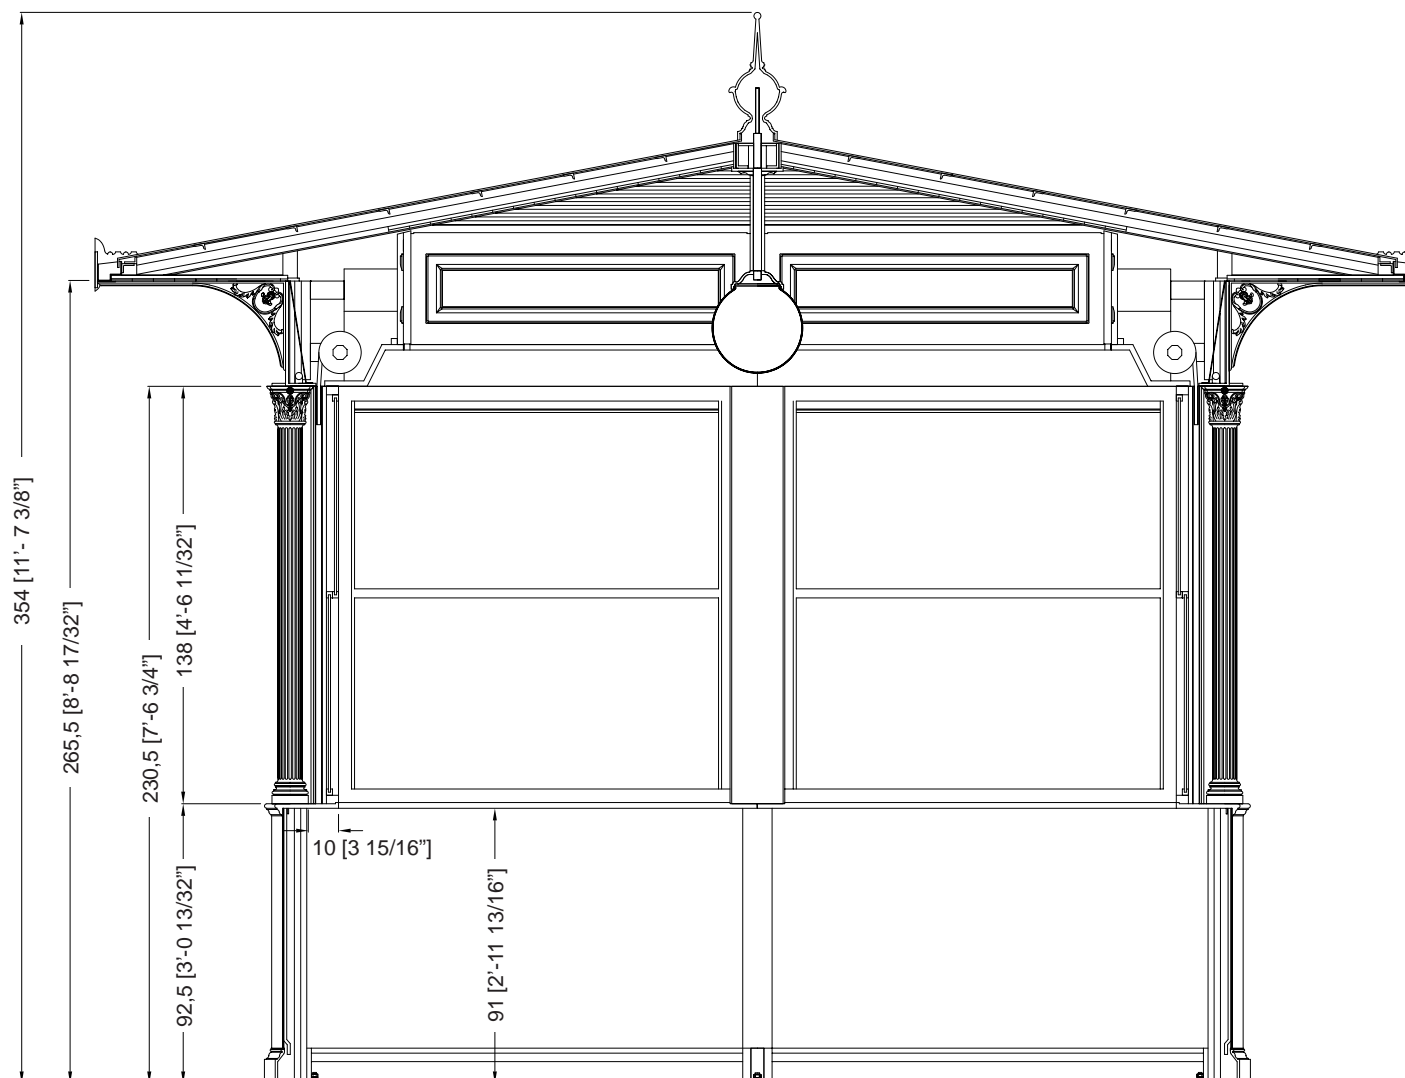 354 [11'- 7 3/8”]
265,5 [8'-8 17/32”]
230,5 [7'-6 3/4”]
138 [4'-6 11/32”]
92,5 [3'-0 13/32”]
10 [3 15/16”]
91 [2'-11 13/16”]